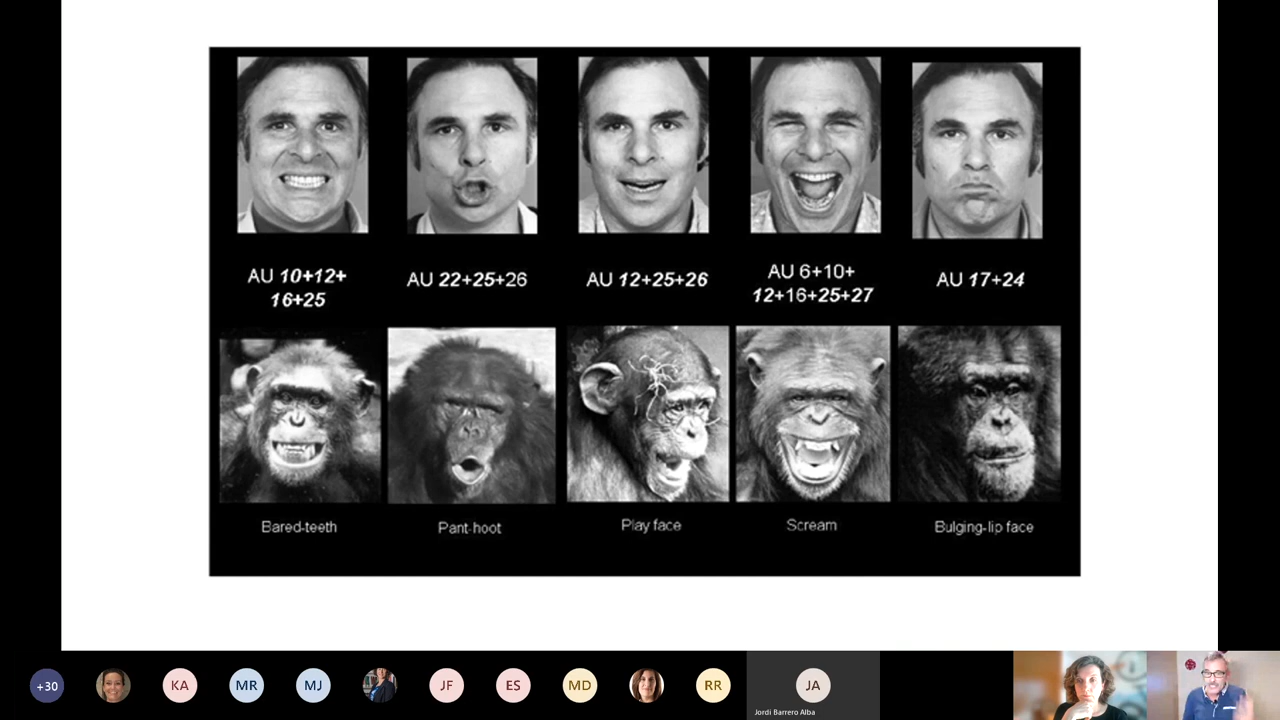 AU 10+12+
16+25
AU 22+25+26
AU 12+25+26
AU 6+10+
12+16+25+27
AU 17+24
Bared-teeth
Pant-hoot
Play face
Scream
Bulging-lip face
+30
KA
MR
MJ
JF
ES
MD
RR
JA
Jordi Barrero Alba